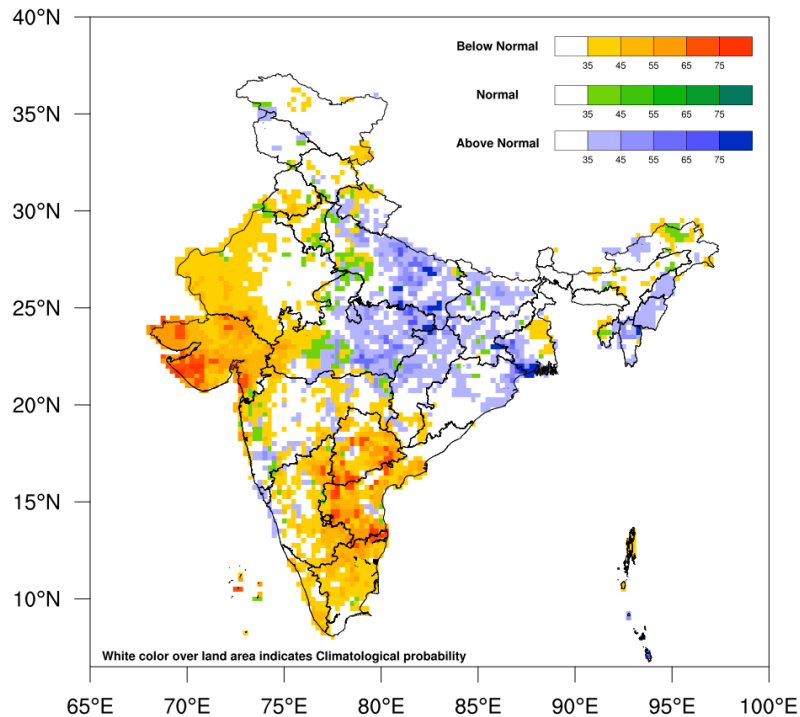 40°N
35°N
30°N
25°N
20°N
15°N
10°N
Below Normal
35 45 55 65 75
Normal
35 45 55 65 75
Above Normal
35 45 55 65 75
White color over land area indicates Climatological probability
65°E 70°E 75°E 80°E 85°E 90°E 95°E 100°E